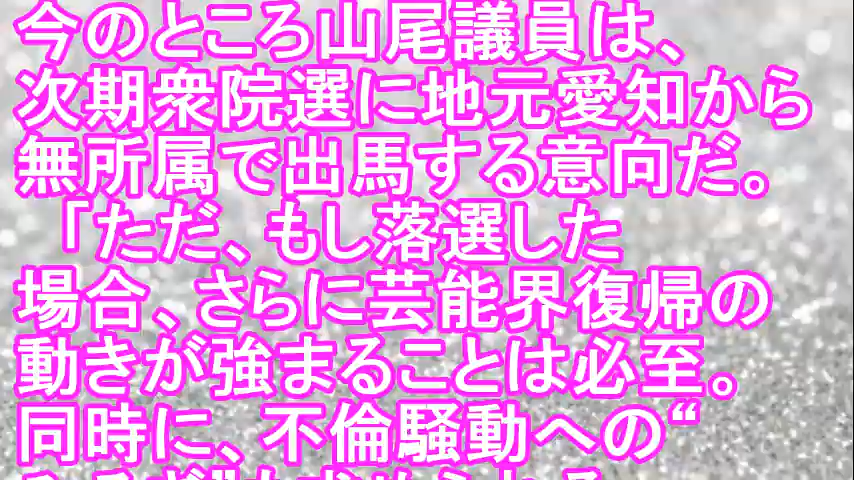 今のところ山尾議員は、
次期衆院選に地元愛知から
無所属で出馬する意向だ。
「ただ、もし落選した
場合、さらに芸能界復帰の
動きが強まることは必至。
同時に、不倫騒動への“